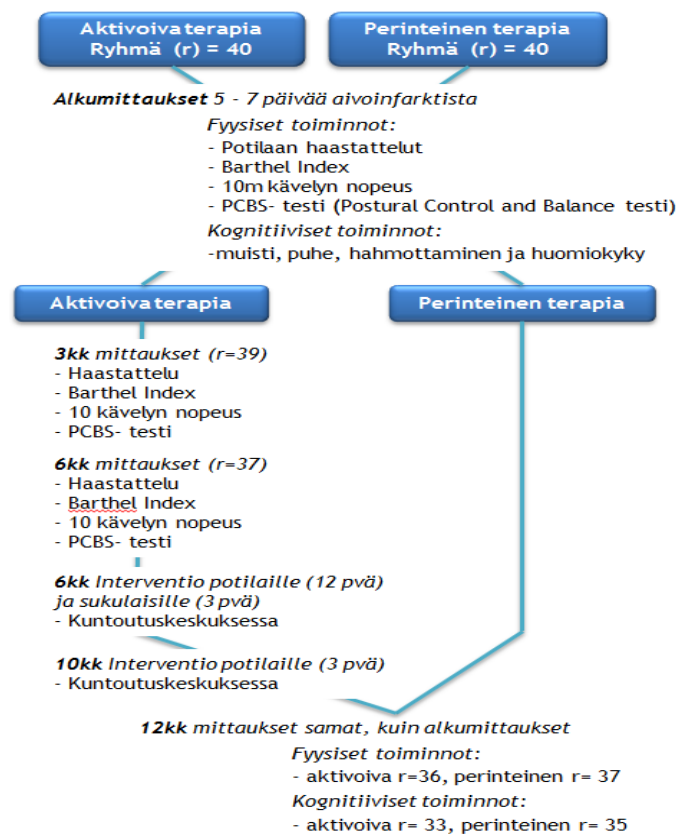 Aktivoiva terapia
Ryhmä (r) = 40
Perinteinen terapia
Ryhmä (r) = 40
Alkumittaukset 5 - 7 päivää aivoinfarktista
Fyysiset toiminnot:
- Potilaan haastattelut
- Barthel Index
- 10m kävelyn nopeus
- PCBS- testi (Postural Control and Balance testi)
Kognitiiviset toiminnot:
-muisti, puhe, hahmottaminen ja huomiokyky
Aktivoiva terapia
Perinteinen terapia
3kk mittaukset (r=39)
- Haastattelu
- Barthel Index
- 10 kävelyn nopeus
- PCBS- testi
6kk mittaukset (r=37)
- Haastattelu
- Barthel Index
- 10 kävelyn nopeus
- PCBS- testi
6kk Interventio potilaille (12 pvä)
ja sukulaisille (3 pvä)
- Kuntoutuskeskuksessa
10kk Interventio potilaille (3 pvä)
- Kuntoutuskeskuksessa
12kk mittaukset samat, kuin alkumittaukset
Fyysiset toiminnot:
- aktivoiva r=36, perinteinen r= 37
Kognitiiviset toiminnot:
- aktivoiva r= 33, perinteinen r= 35